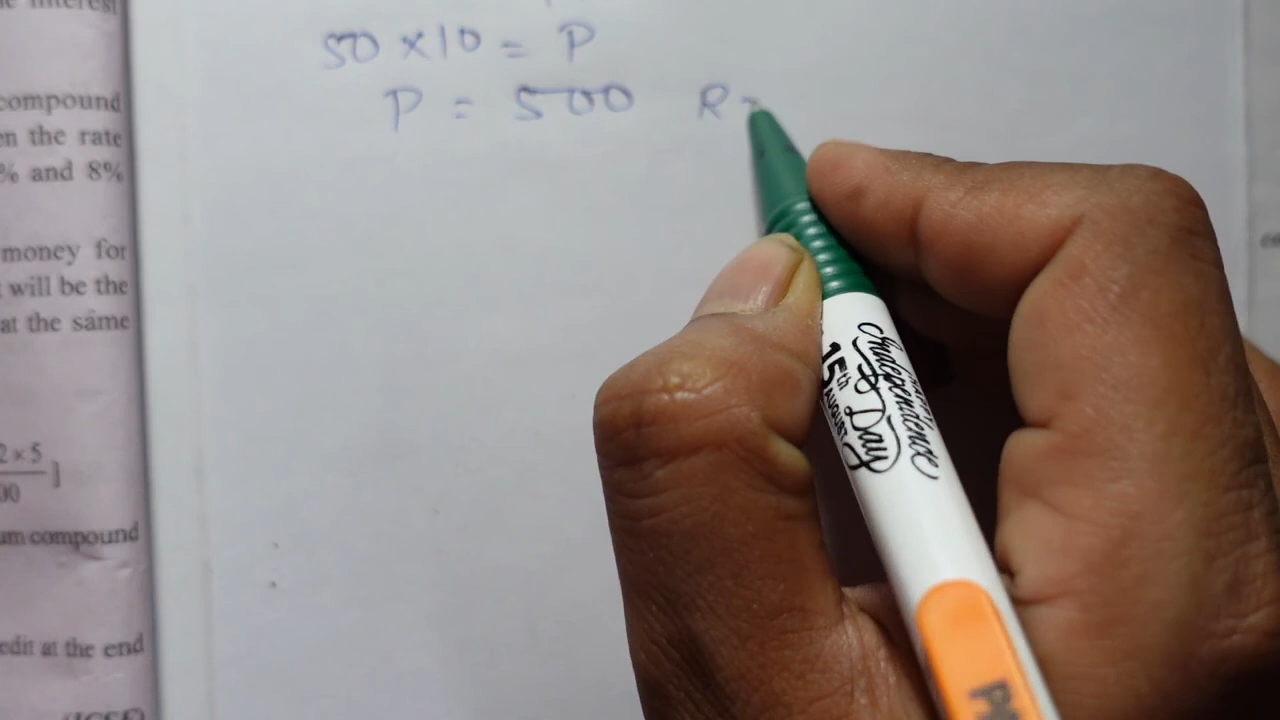 50 × 10 = P
P = 500 R =
compound
en the rate
% and 8%
money for
will be the
at the same
2 × 5
00
]
um compound
edit at the end
HAPPY
Independence
Day
15th
AUGUST